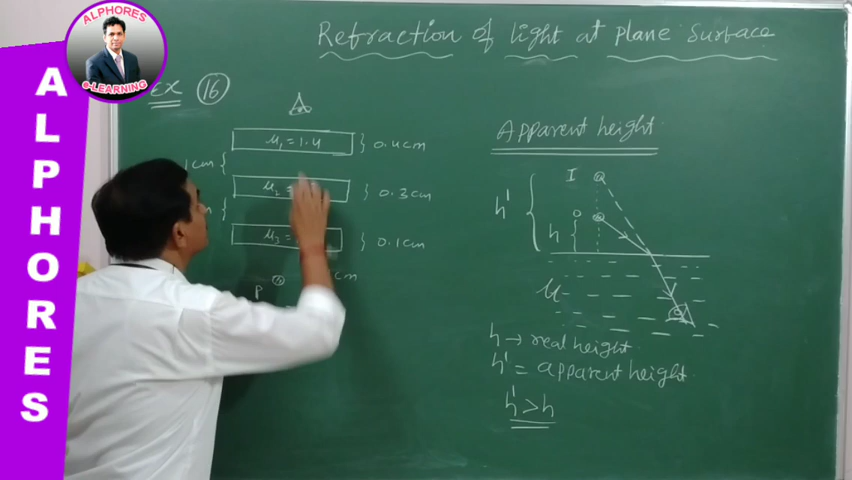 ALPHORES
e-LEARNING
ALPHORES
Refraction of light at plane surface
EX 16
μ₁ = 1.4 } 0.4cm
1cm {
μ₂ = } 0.3cm
μ₃ = } 0.1cm
cm
P
Apparent height
I
h'
O
h
μ
h → real height
h' = apparent height
h' > h